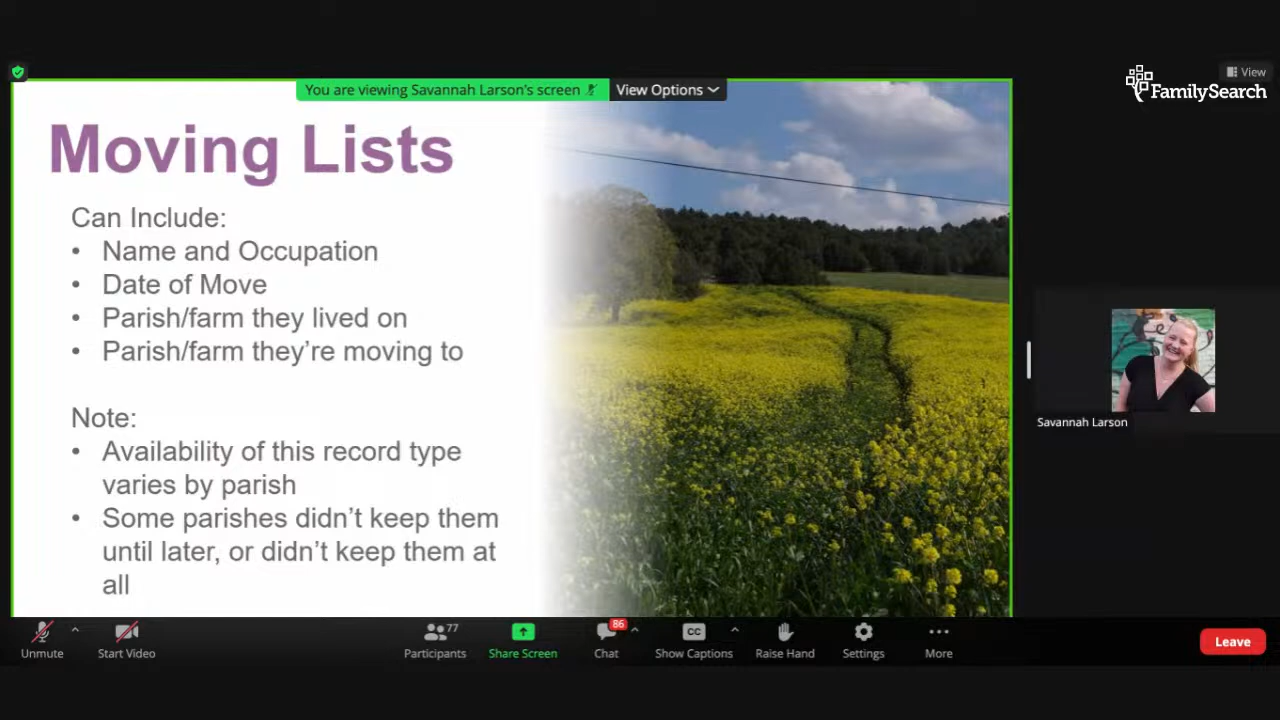 You are viewing Savannah Larson's screen
View Options
View
FamilySearch
Moving Lists
Can Include:
• Name and Occupation
• Date of Move
• Parish/farm they lived on
• Parish/farm they're moving to
Note:
• Availability of this record type
varies by parish
• Some parishes didn't keep them
until later, or didn't keep them at
all
Savannah Larson
Unmute
Start Video
77
Participants
Share Screen
86
Chat
CC
Show Captions
Raise Hand
Settings
More
Leave